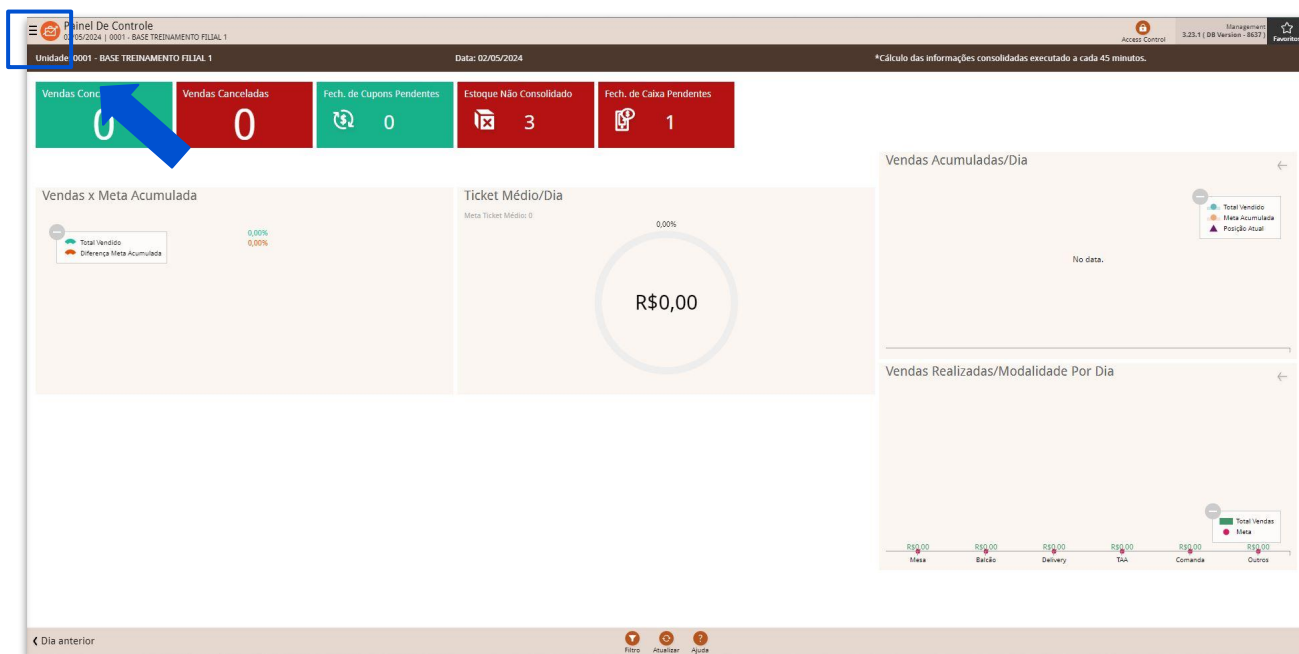 Painel De Controle
02/05/2024 | 0001 - BASE TREINAMENTO FILIAL 1
Access Control
Management
3.23.1 ( DB Version - 8637 )
Favoritos
Unidade: 0001 - BASE TREINAMENTO FILIAL 1
Data: 02/05/2024
*Cálculo das informações consolidadas executado a cada 45 minutos.
Vendas
0
Vendas Canceladas
0
Fech. de Cupons Pendentes
0
Estoque Não Consolidado
3
Fech. de Caixa Pendentes
1
Vendas x Meta Acumulada
Total Vendido
Diferença Meta Acumulada
0,00%
0,00%
Ticket Médio/Dia
Meta Ticket Médio: 0
0,00%
R$0,00
Vendas Acumuladas/Dia
Total Vendido
Meta Acumulada
Posição Atual
No data.
Vendas Realizadas/Modalidade Por Dia
Total Vendas
Meta
R$0,00 R$0,00 R$0,00 R$0,00 R$0,00 R$0,00
Mesa Balcão Delivery TAA Comanda Outros
Dia anterior
Filtro
Atualizar
Ajuda